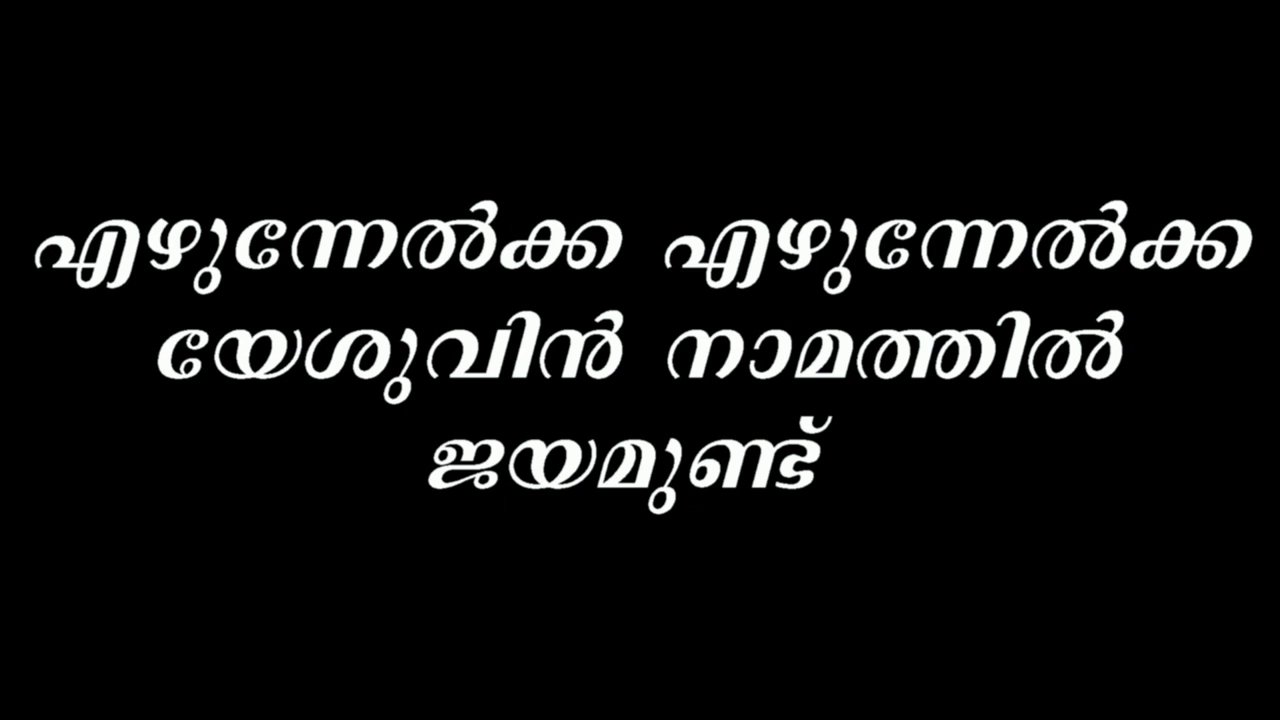 എഴുന്നേൽക്ക എഴുന്നേൽക്ക
യേശുവിൻ നാമത്തിൽ
ജയമുണ്ട്